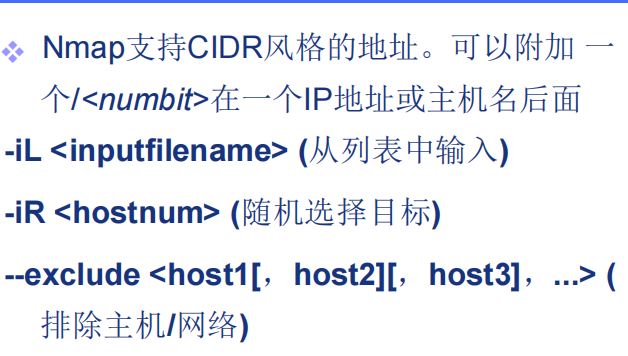 Nmap支持CIDR风格的地址。可以附加 一
个/<numbit>在一个IP地址或主机名后面
-iL <inputfilename> (从列表中输入)
-iR <hostnum> (随机选择目标)
--exclude <host1[，host2][，host3]，...> (
排除主机/网络)